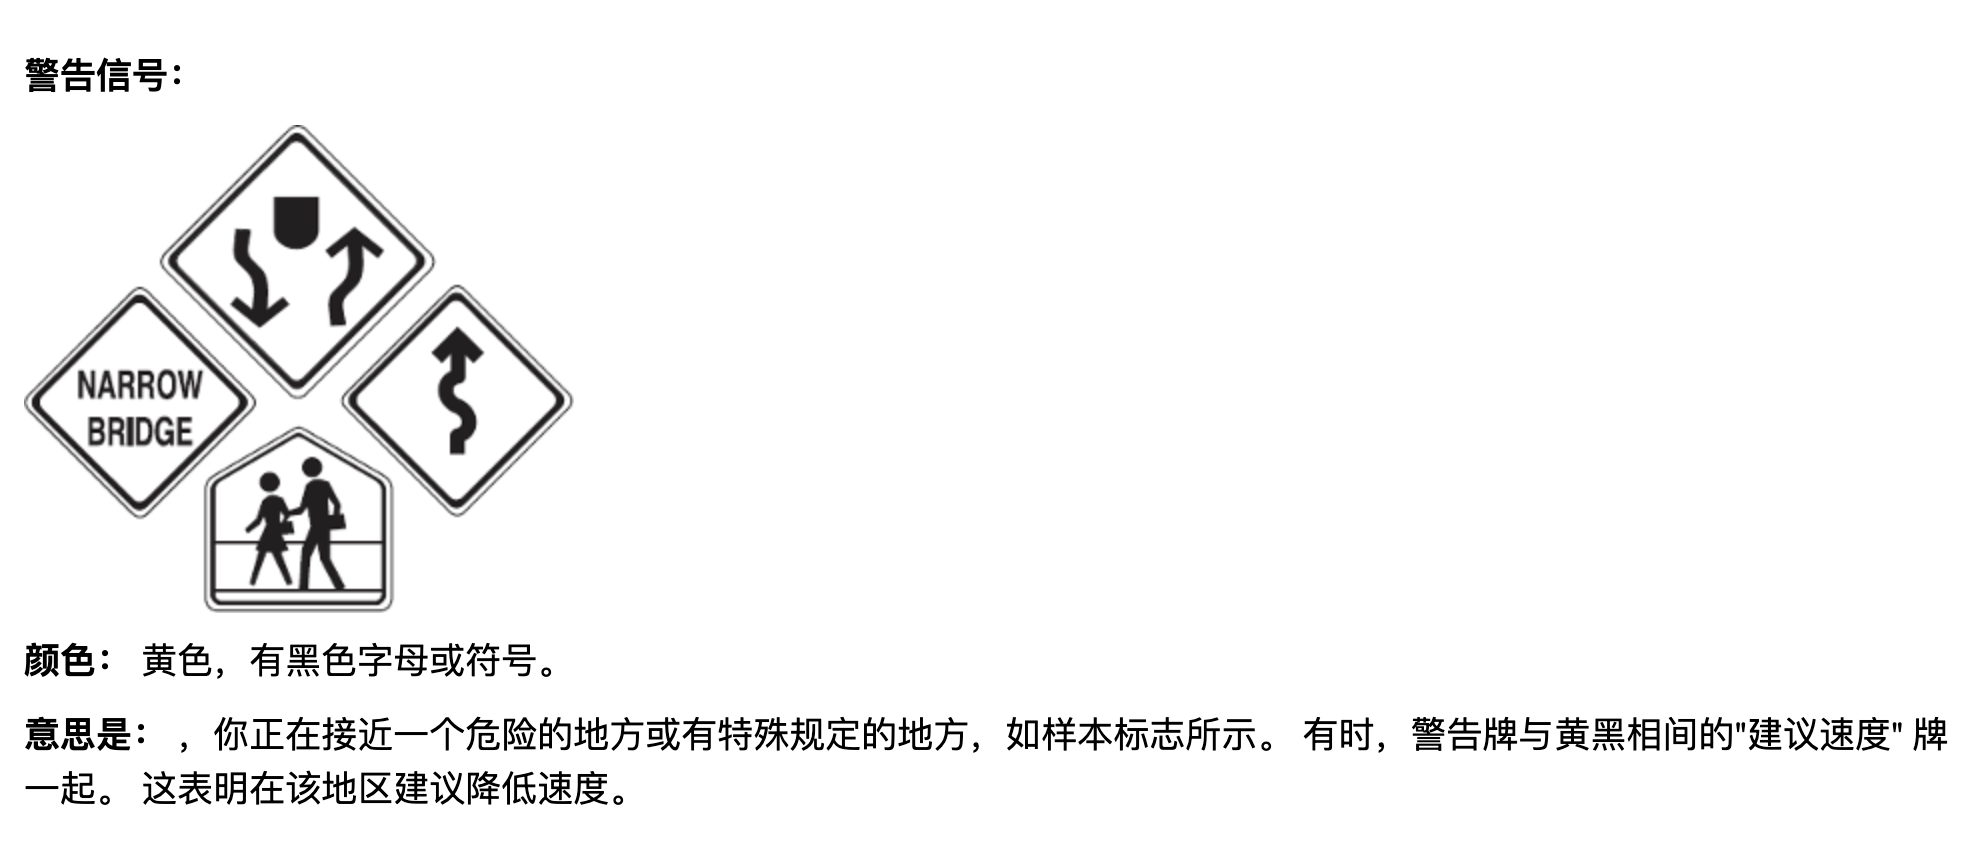 警告信号：
NARROW
BRIDGE
颜色： 黄色，有黑色字母或符号。
意思是： ，你正在接近一个危险的地方或有特殊规定的地方，如样本标志所示。 有时，警告牌与黄黑相间的"建议速度" 牌
一起。 这表明在该地区建议降低速度。